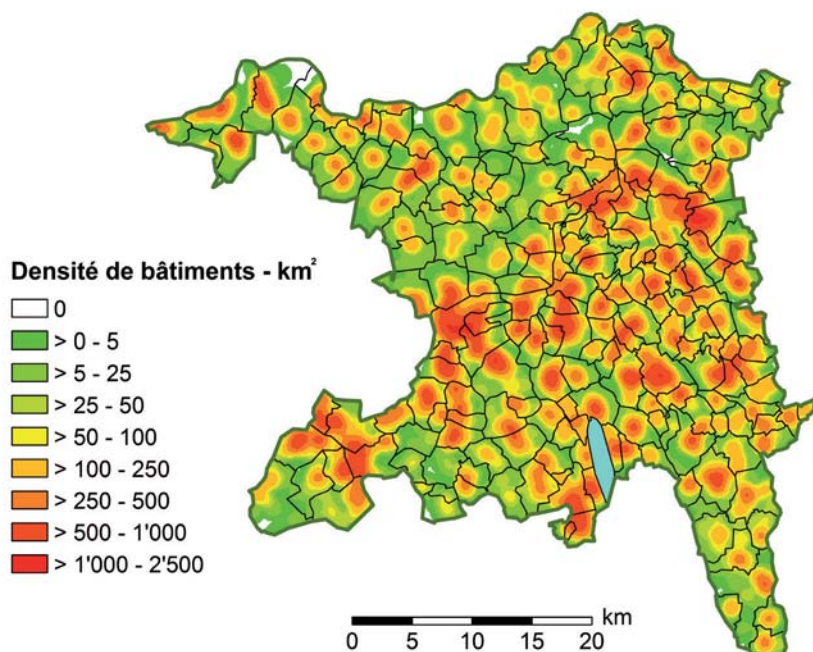 Densité de bâtiments - km²
0
> 0 - 5
> 5 - 25
> 25 - 50
> 50 - 100
> 100 - 250
> 250 - 500
> 500 - 1'000
> 1'000 - 2'500
km
0 5 10 15 20